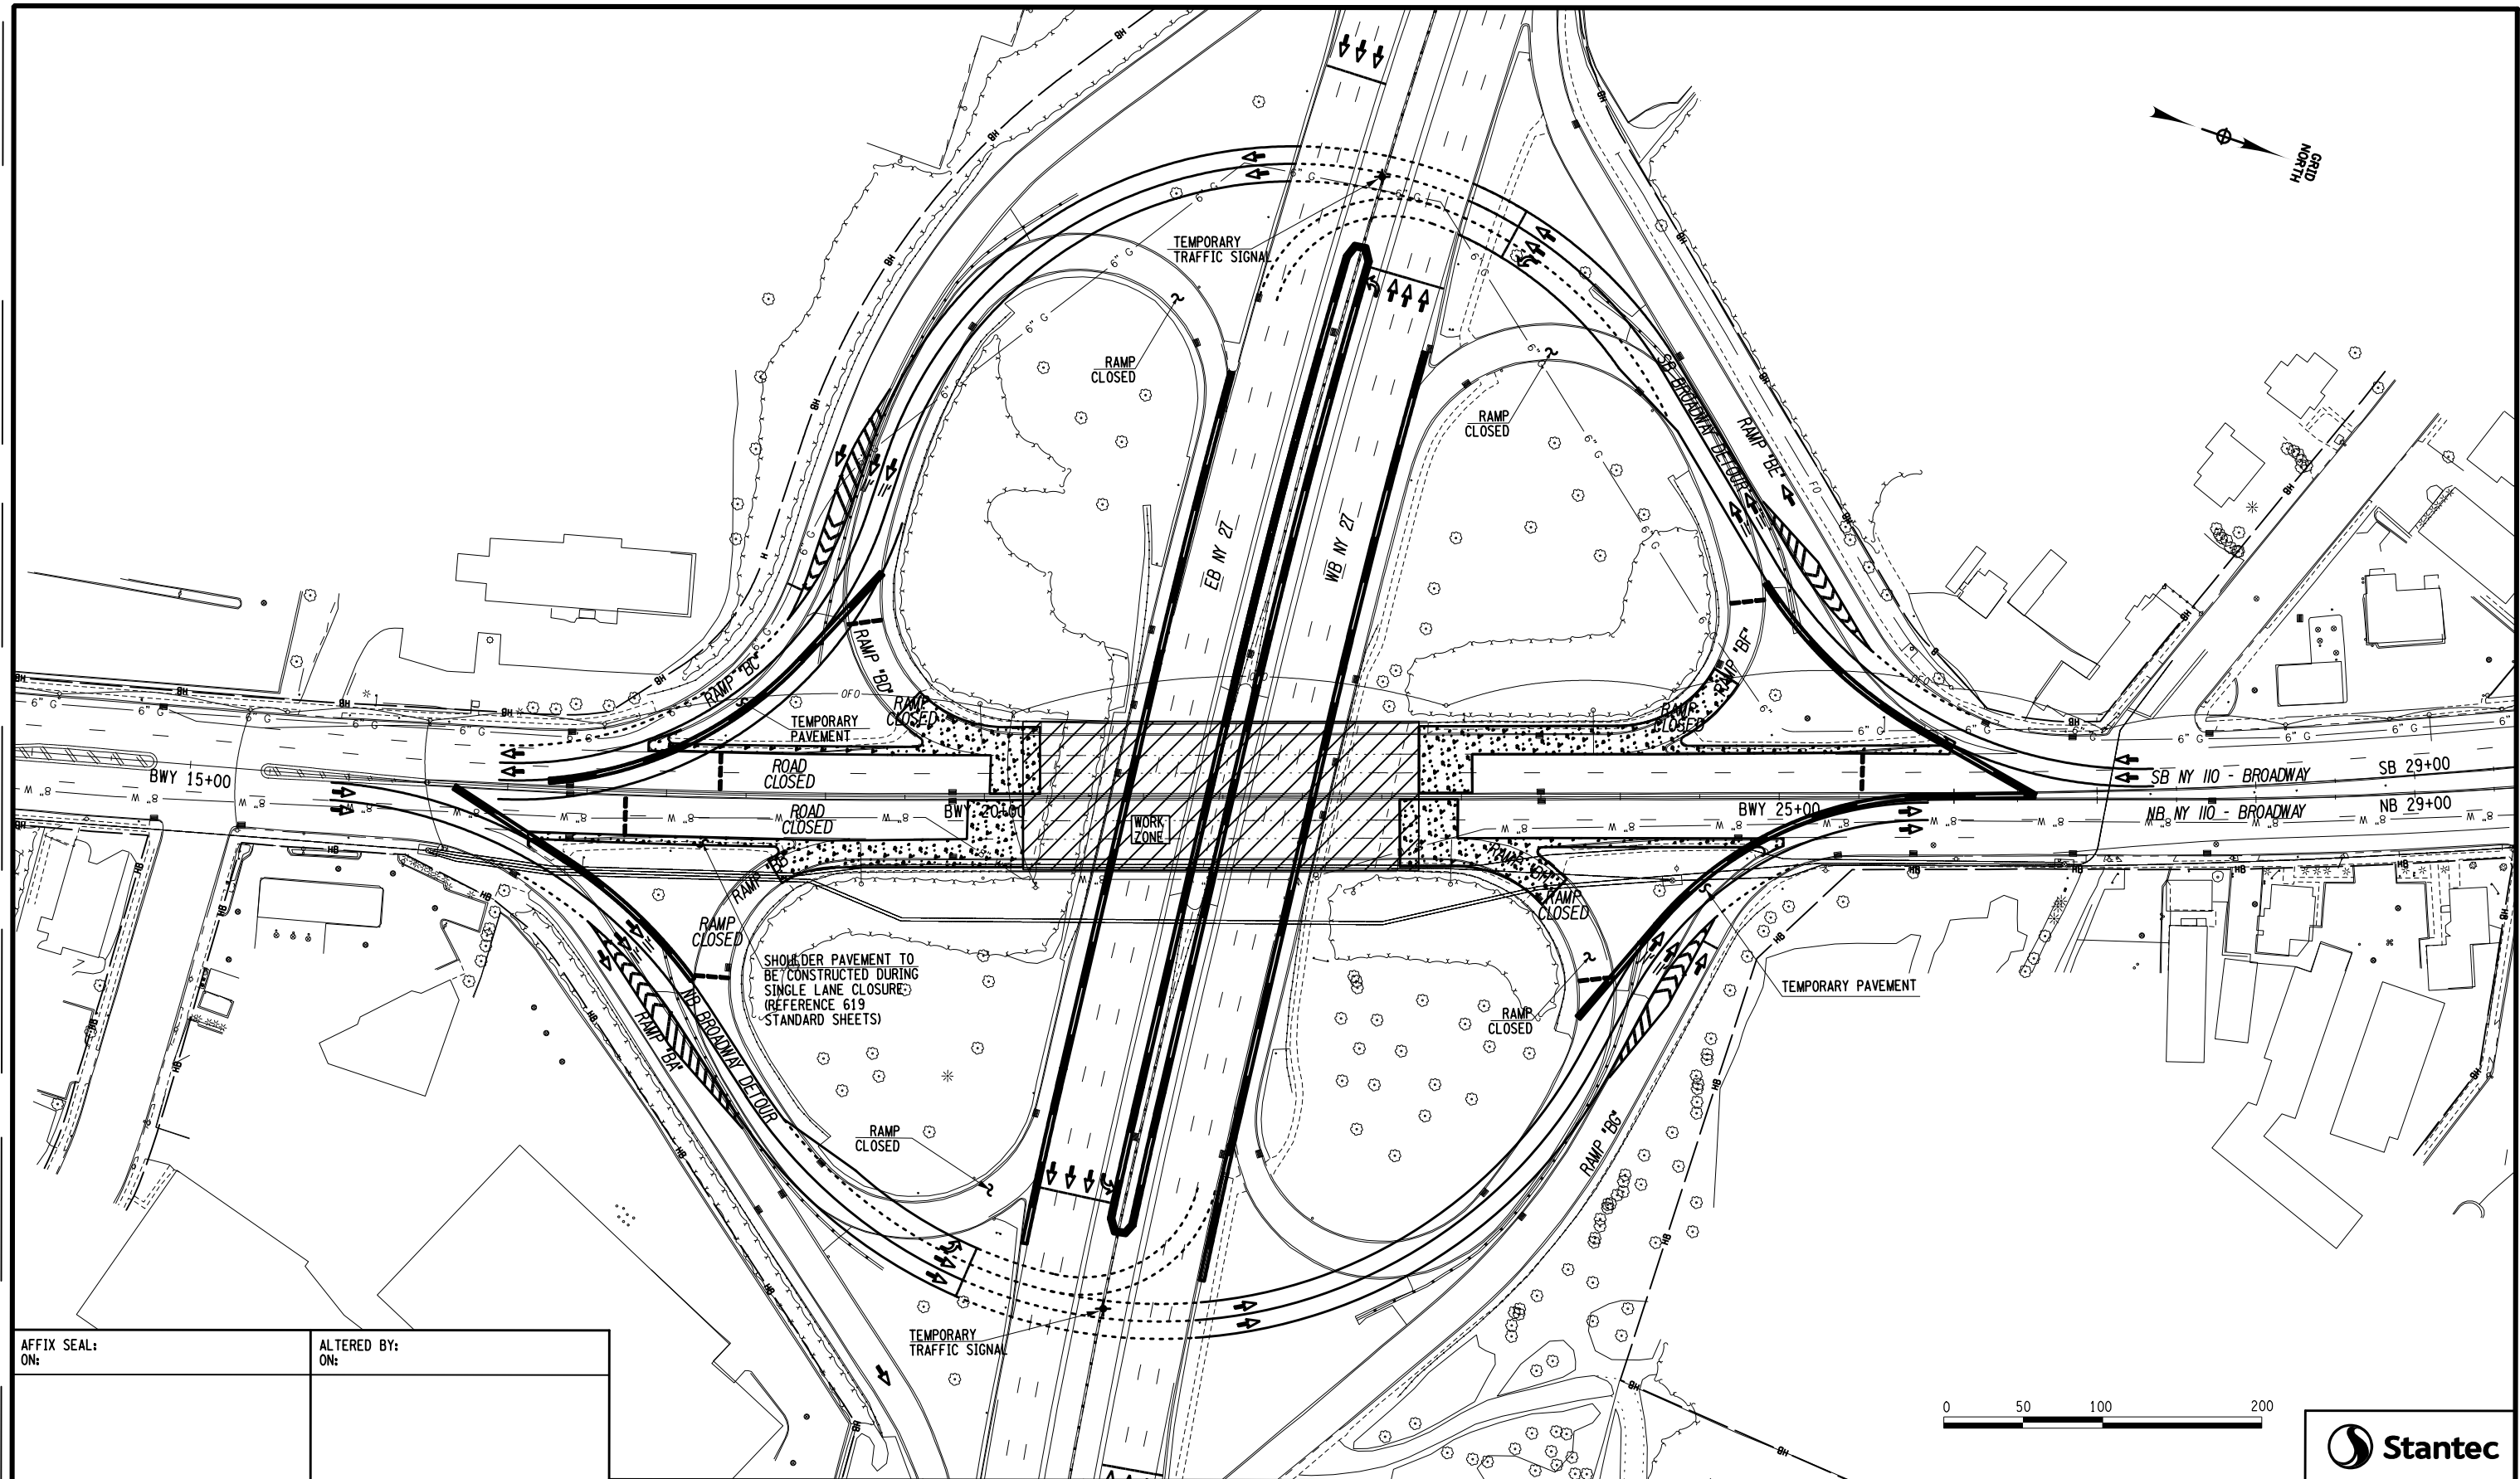 GRID
NORTH
TEMPORARY
TRAFFIC SIGNAL
RAMP
CLOSED
RAMP
CLOSED
SB BROADWAY DETOUR
RAMP "BE"
EB NY 27
WB NY 27
RAMP "BC"
RAMP "BD"
RAMP
CLOSED
TEMPORARY
PAVEMENT
RAMP "BF"
RAMP
CLOSED
ROAD
CLOSED
ROAD
CLOSED
BWY 15+00
BWY 20+00
BWY 25+00
WORK
ZONE
SB NY 110 - BROADWAY
SB 29+00
NB NY 110 - BROADWAY
NB 29+00
RAMP
RAMP
CLOSED
RAMP
CLOSED
SHOULDER PAVEMENT TO
BE CONSTRUCTED DURING
SINGLE LANE CLOSURE
(REFERENCE 619
STANDARD SHEETS)
NB BROADWAY DETOUR
RAMP "BA"
TEMPORARY PAVEMENT
RAMP
CLOSED
RAMP "BG"
RAMP
CLOSED
TEMPORARY
TRAFFIC SIGNAL
AFFIX SEAL:
ON:
ALTERED BY:
ON:
0 50 100 200
Stantec